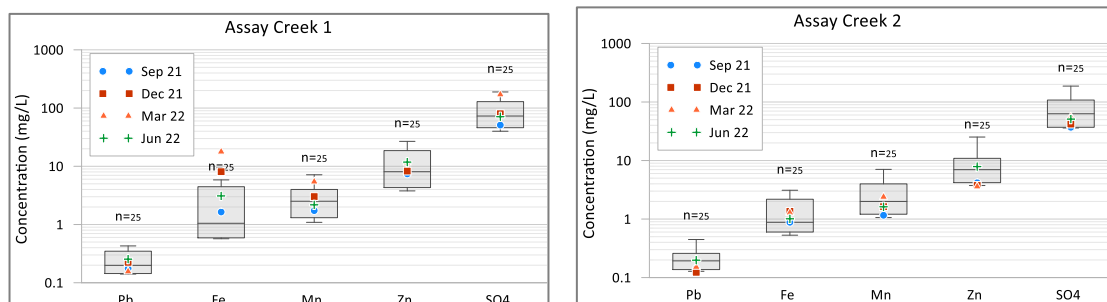 Assay Creek 1
Concentration (mg/L)
1000
100
10
1
0.1
Sep 21
Dec 21
Mar 22
Jun 22
n=25
n=25
n=25
n=25
n=25
Pb
Fe
Mn
Zn
SO4
Assay Creek 2
Concentration (mg/L)
1000
100
10
1
0.1
Sep 21
Dec 21
Mar 22
Jun 22
n=25
n=25
n=25
n=25
n=25
Pb
Fe
Mn
Zn
SO4